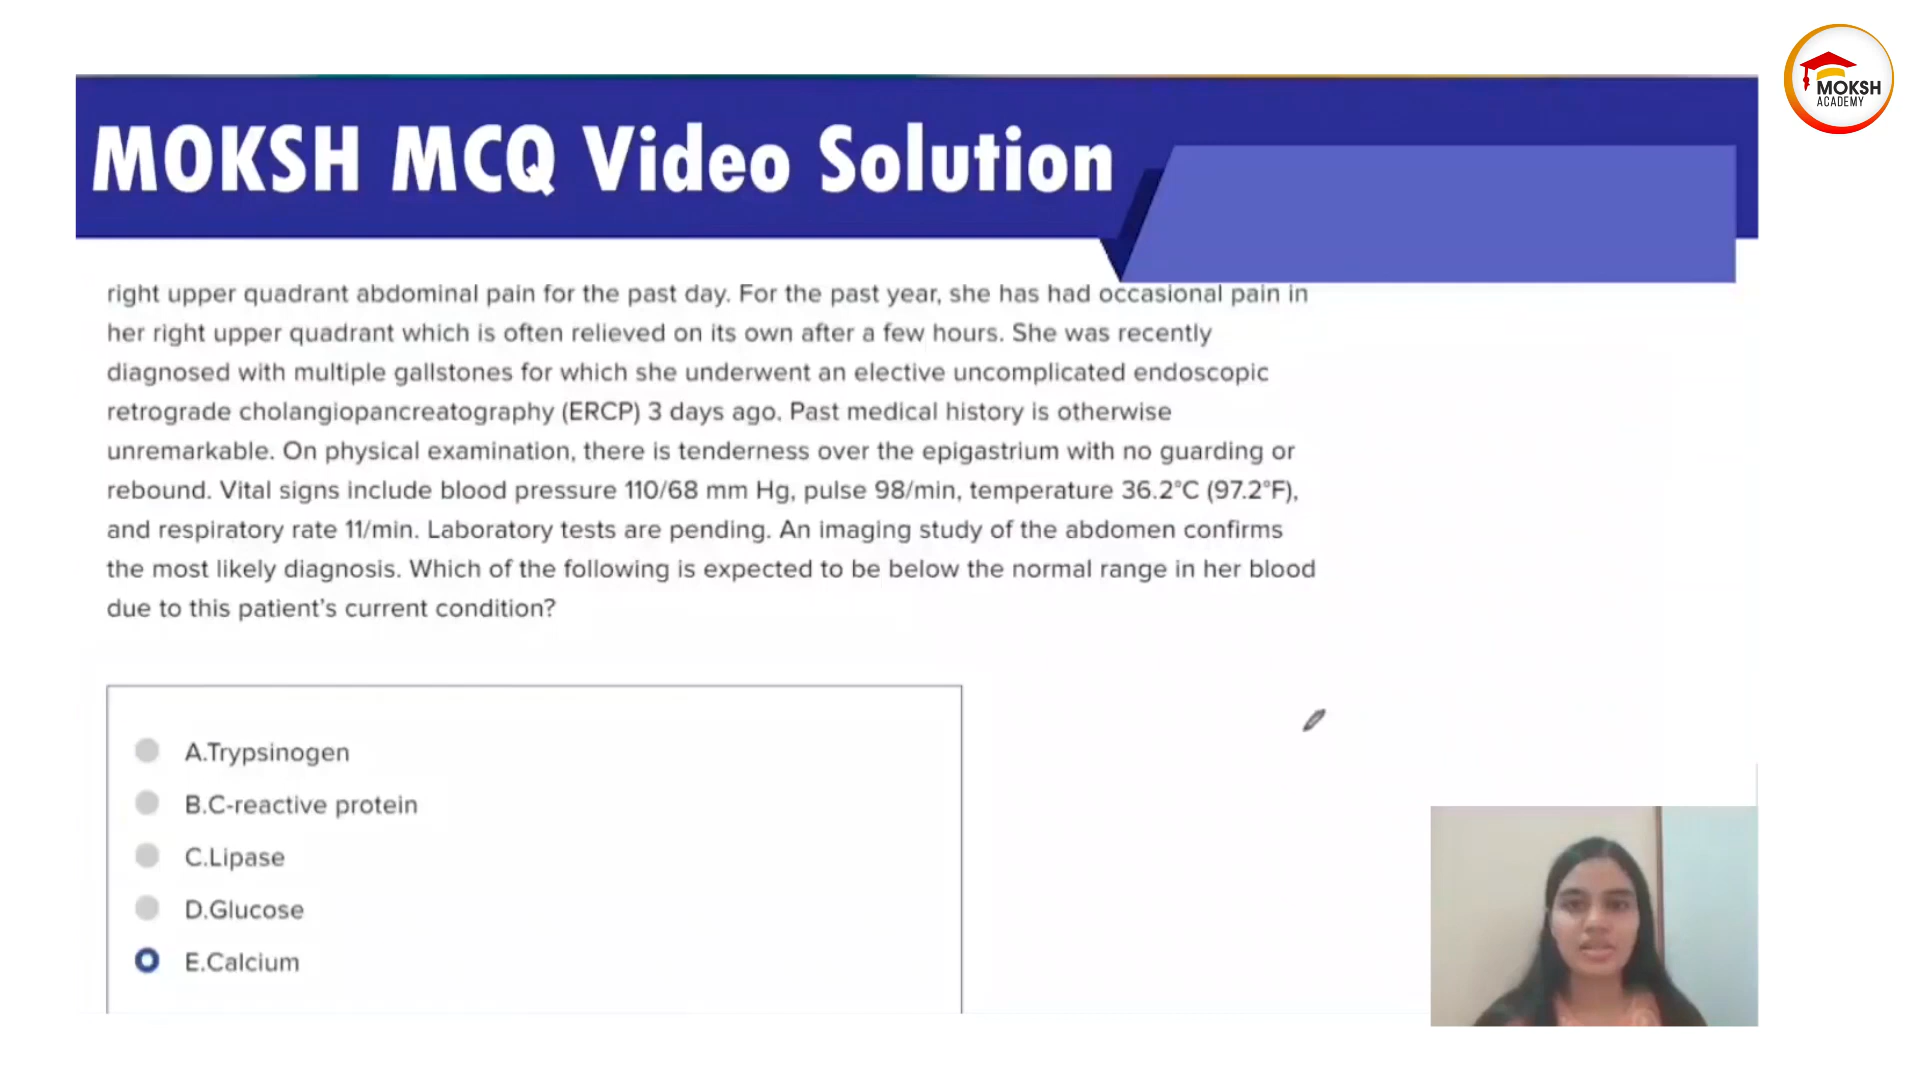 MOKSH
ACADEMY
MOKSH MCQ Video Solution
right upper quadrant abdominal pain for the past day. For the past year, she has had occasional pain in
her right upper quadrant which is often relieved on its own after a few hours. She was recently
diagnosed with multiple gallstones for which she underwent an elective uncomplicated endoscopic
retrograde cholangiopancreatography (ERCP) 3 days ago. Past medical history is otherwise
unremarkable. On physical examination, there is tenderness over the epigastrium with no guarding or
rebound. Vital signs include blood pressure 110/68 mm Hg, pulse 98/min, temperature 36.2°C (97.2°F),
and respiratory rate 11/min. Laboratory tests are pending. An imaging study of the abdomen confirms
the most likely diagnosis. Which of the following is expected to be below the normal range in her blood
due to this patient's current condition?
A.Trypsinogen
B.C-reactive protein
C.Lipase
D.Glucose
E.Calcium